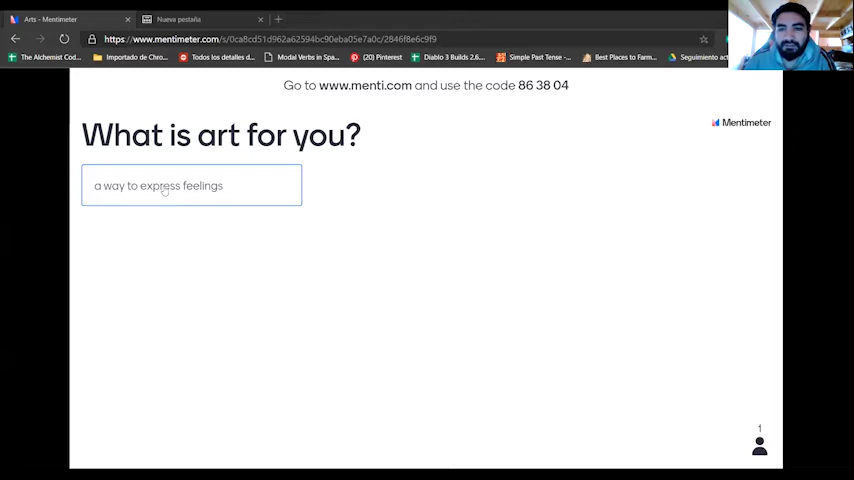 Arts - Mentimeter
Nueva pestaña
https://www.mentimeter.com/s/0ca8cd51d962a62594bc90eba05e7a0c/2846f8e6c9f9
The Alchemist Cod...
Importado de Chro...
Todos los detalles d...
Modal Verbs in Spa...
(20) Pinterest
Diablo 3 Builds 2.6....
Simple Past Tense -...
Best Places to Farm...
Seguimiento act
Go to www.menti.com and use the code 86 38 04
What is art for you?
Mentimeter
a way to express feelings
1